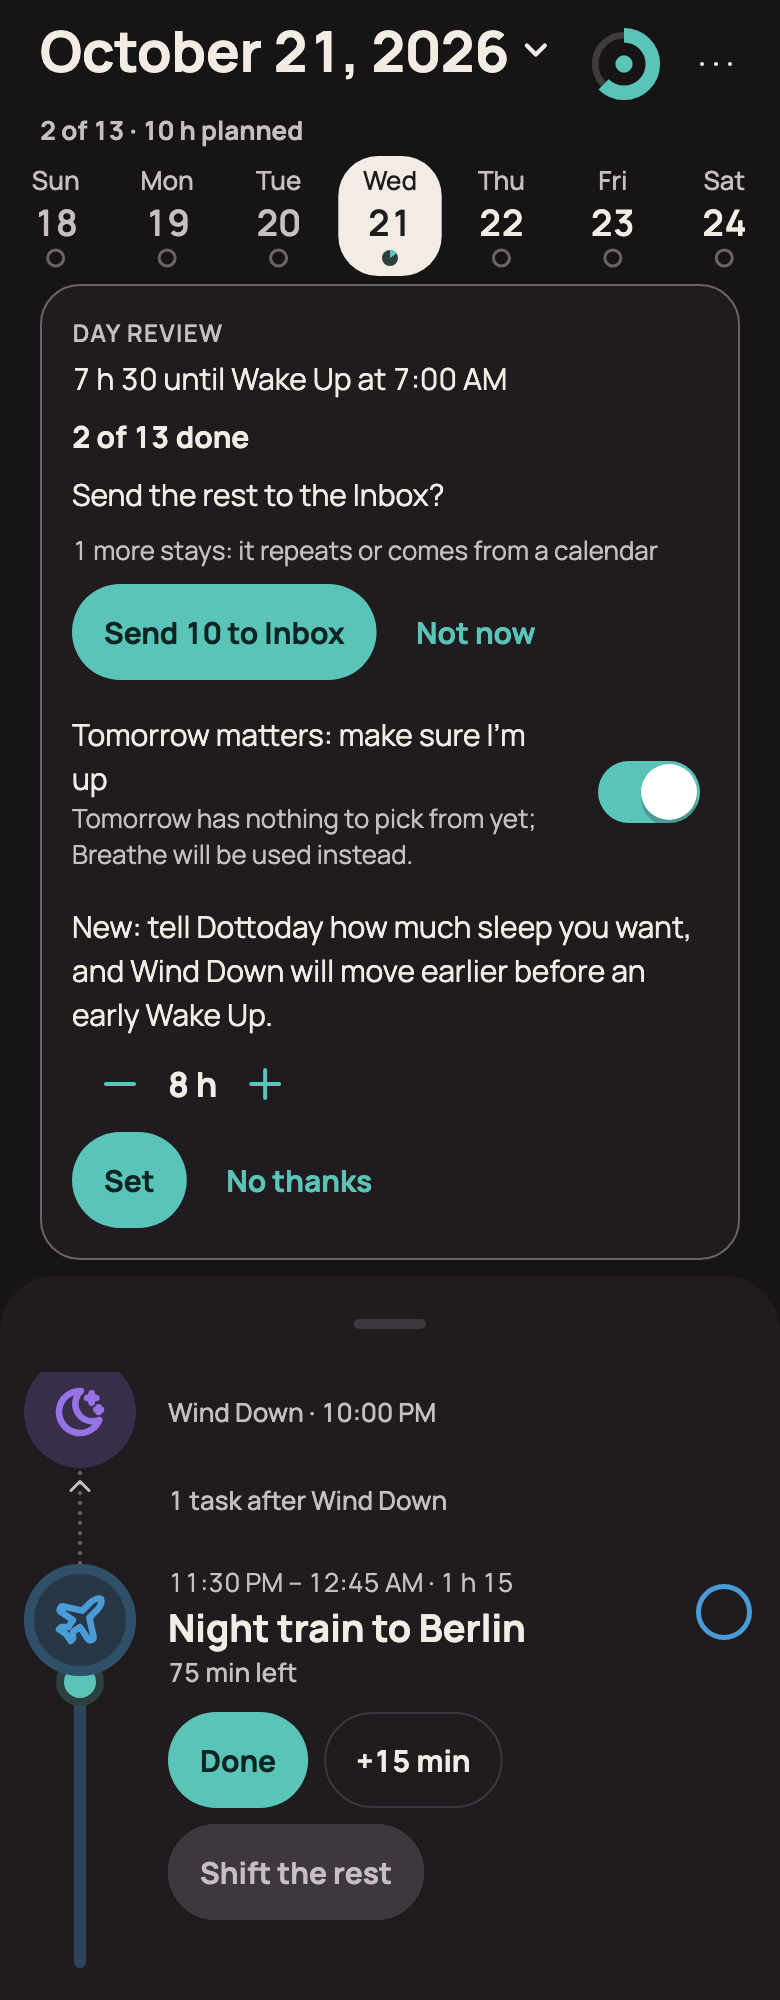 October 21, 2026
2 of 13 · 10 h planned
Sun Mon Tue Wed Thu Fri Sat
18 19 20 21 22 23 24
DAY REVIEW
7 h 30 until Wake Up at 7:00 AM
2 of 13 done
Send the rest to the Inbox?
1 more stays: it repeats or comes from a calendar
Send 10 to Inbox Not now
Tomorrow matters: make sure I'm
up
Tomorrow has nothing to pick from yet;
Breathe will be used instead.
New: tell Dottoday how much sleep you want,
and Wind Down will move earlier before an
early Wake Up.
8 h
Set No thanks
Wind Down · 10:00 PM
1 task after Wind Down
11:30 PM – 12:45 AM · 1 h 15
Night train to Berlin
75 min left
Done +15 min
Shift the rest